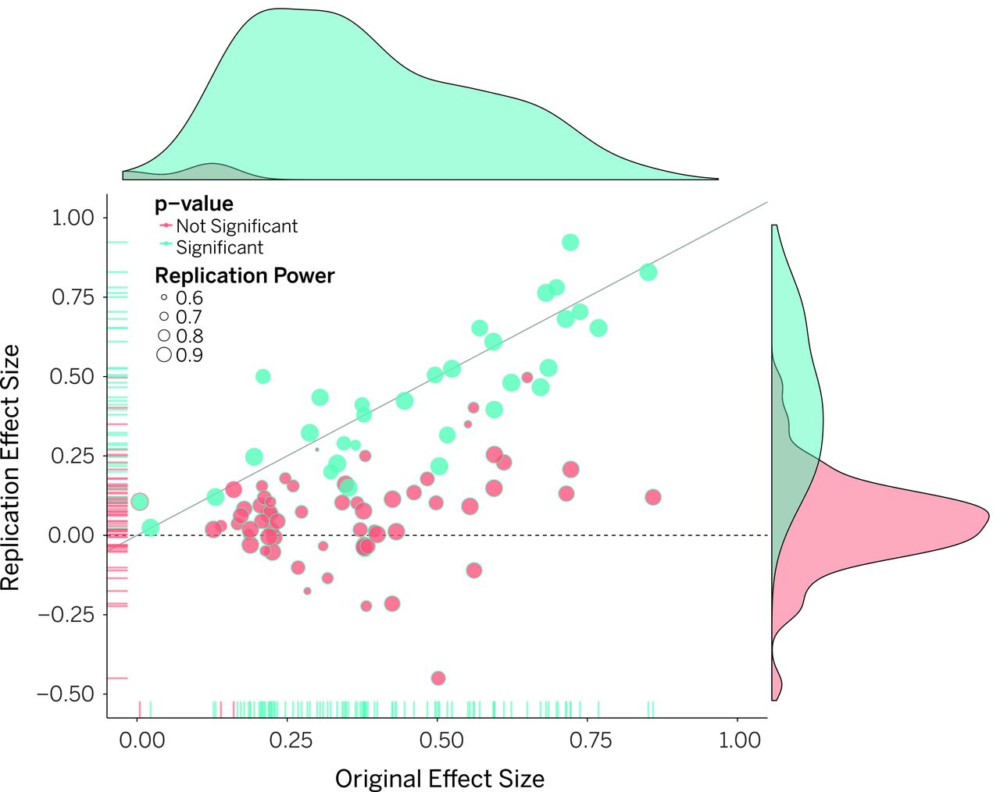 p−value
Not Significant
Significant
Replication Power
0.6
0.7
0.8
0.9
1.00
0.75
0.50
0.25
0.00
−0.25
−0.50
Replication Effect Size
0.00 0.25 0.50 0.75 1.00
Original Effect Size